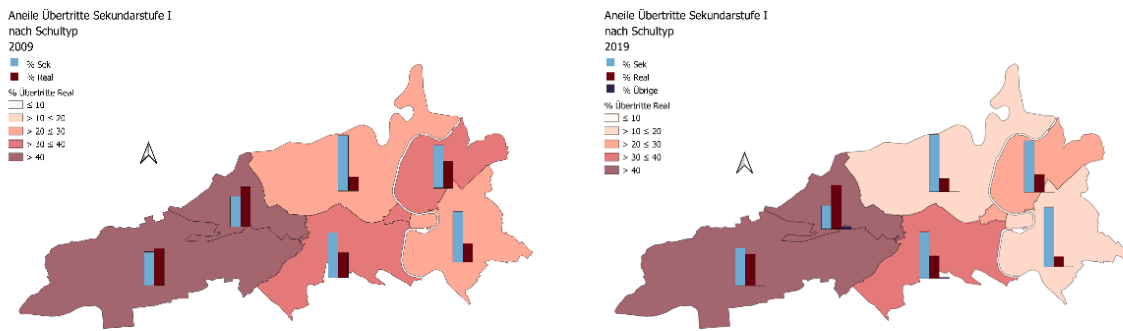 Aneile Übertritte Sekundarstufe I
nach Schultyp
2009
% Sek
% Real
% Übertritte Real
≤ 10
> 10 ≤ 20
> 20 ≤ 30
> 30 ≤ 40
> 40
Aneile Übertritte Sekundarstufe I
nach Schultyp
2019
% Sek
% Real
% Übrige
% Übertritte Real
≤ 10
> 10 ≤ 20
> 20 ≤ 30
> 30 ≤ 40
> 40